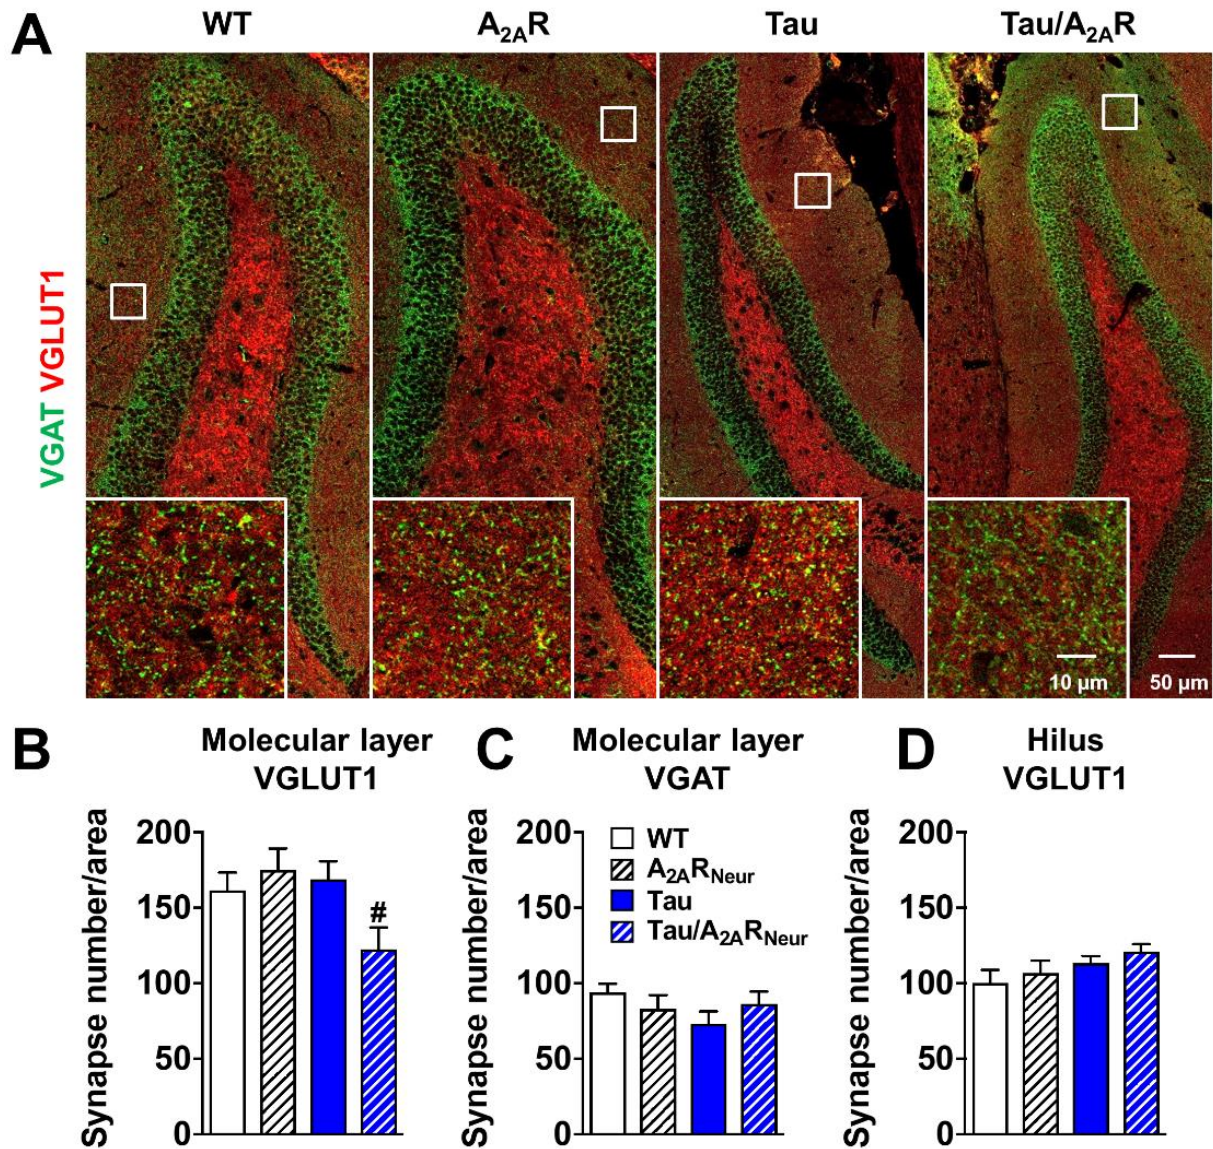 A
WT
A2AR
Tau
Tau/A2AR
VGAT VGLUT1
10 µm
50 µm
B
Molecular layer
VGLUT1
Synapse number/area
200
150
100
50
0
#
C
Molecular layer
VGAT
Synapse number/area
200
150
100
50
0
WT
A2ARNeur
Tau
Tau/A2ARNeur
D
Hilus
VGLUT1
Synapse number/area
200
150
100
50
0